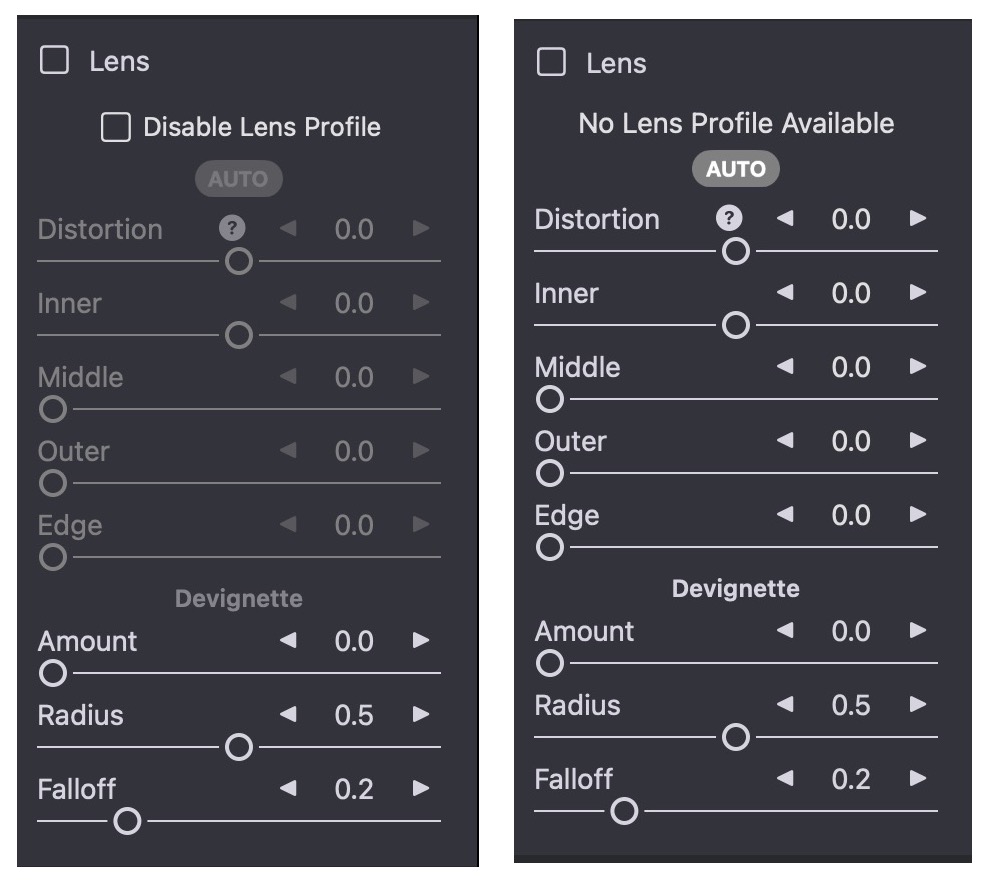 Lens
Disable Lens Profile
AUTO
Distortion ? 0.0
Inner 0.0
Middle 0.0
Outer 0.0
Edge 0.0
Devignette
Amount 0.0
Radius 0.5
Falloff 0.2
Lens
No Lens Profile Available
AUTO
Distortion ? 0.0
Inner 0.0
Middle 0.0
Outer 0.0
Edge 0.0
Devignette
Amount 0.0
Radius 0.5
Falloff 0.2